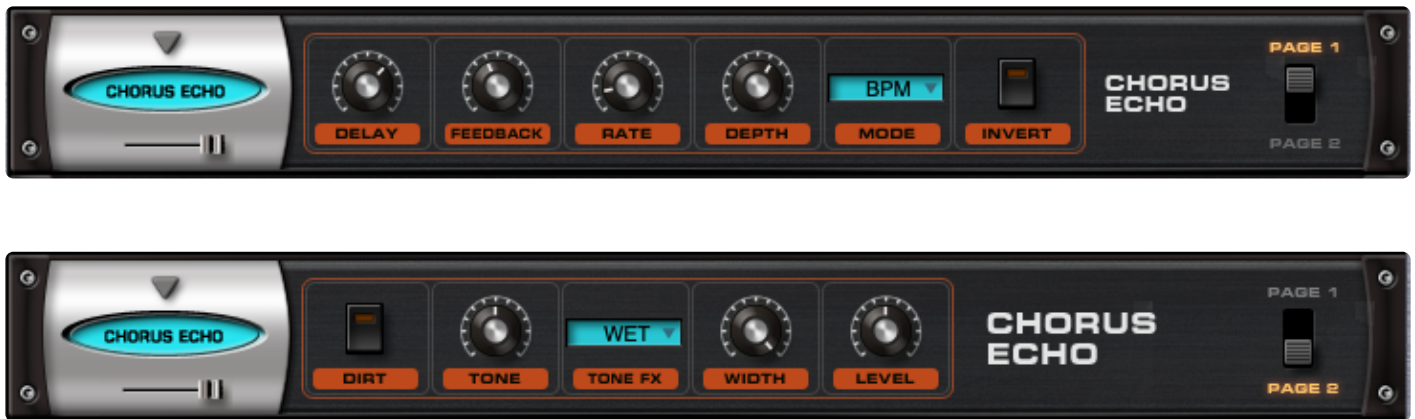 PAGE 1
CHORUS ECHO
BPM
CHORUS
ECHO
DELAY
FEEDBACK
RATE
DEPTH
MODE
INVERT
PAGE 2
PAGE 1
CHORUS ECHO
WET
CHORUS
ECHO
DIRT
TONE
TONE FX
WIDTH
LEVEL
PAGE 2